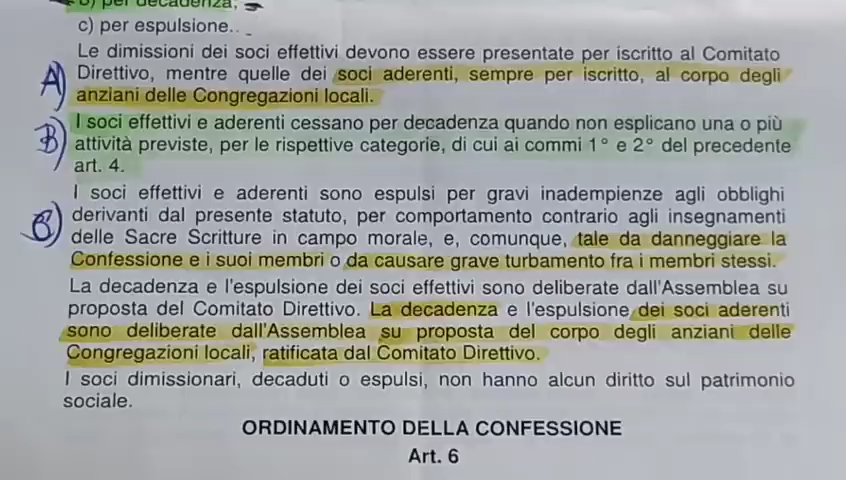 b) per decadenza;
c) per espulsione..
Le dimissioni dei soci effettivi devono essere presentate per iscritto al Comitato
A) Direttivo, mentre quelle dei soci aderenti, sempre per iscritto, al corpo degli
anziani delle Congregazioni locali.
I soci effettivi e aderenti cessano per decadenza quando non esplicano una o più
B) attività previste, per le rispettive categorie, di cui ai commi 1° e 2° del precedente
art. 4.
I soci effettivi e aderenti sono espulsi per gravi inadempienze agli obblighi
derivanti dal presente statuto, per comportamento contrario agli insegnamenti
delle Sacre Scritture in campo morale, e, comunque, tale da danneggiare la
Confessione e i suoi membri o da causare grave turbamento fra i membri stessi.
La decadenza e l'espulsione dei soci effettivi sono deliberate dall'Assemblea su
proposta del Comitato Direttivo. La decadenza e l'espulsione dei soci aderenti
sono deliberate dall'Assemblea su proposta del corpo degli anziani delle
Congregazioni locali, ratificata dal Comitato Direttivo.
I soci dimissionari, decaduti o espulsi, non hanno alcun diritto sul patrimonio
sociale.
ORDINAMENTO DELLA CONFESSIONE
Art. 6